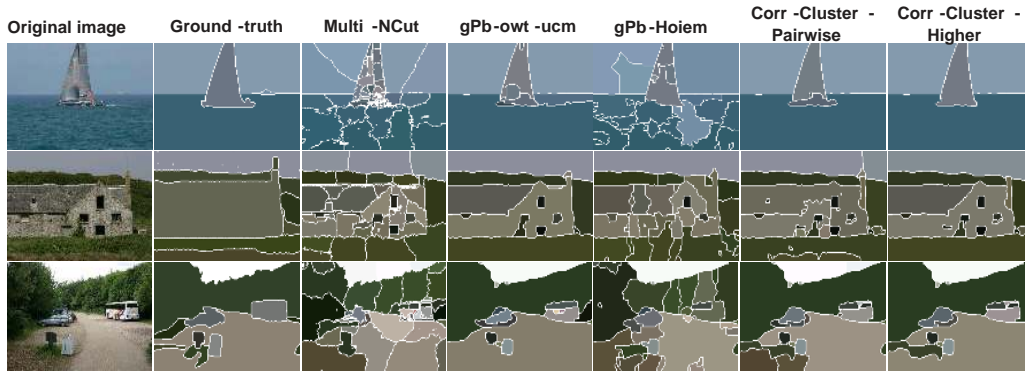 Original image
Ground -truth
Multi -NCut
gPb-owt -ucm
gPb-Hoiem
Corr -Cluster -
Pairwise
Corr -Cluster -
Higher